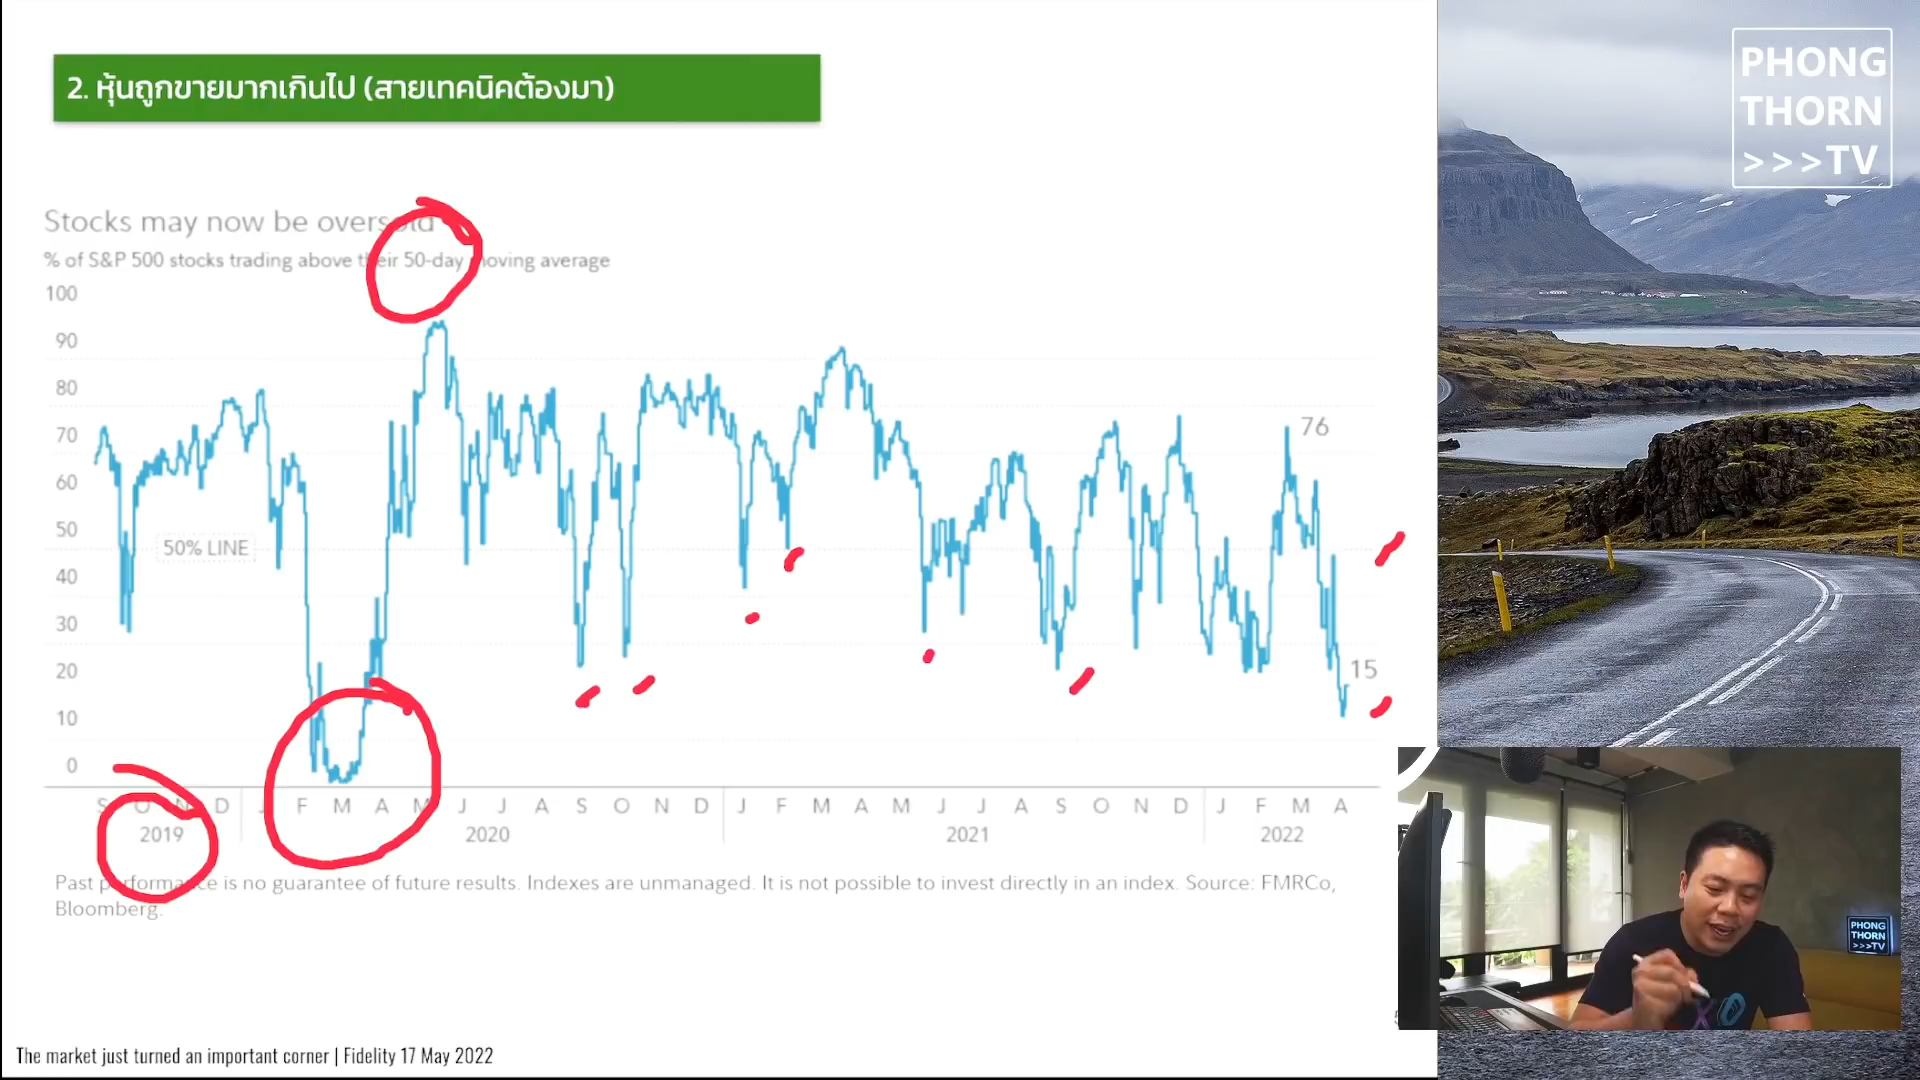 2. หุ้นถูกขายมากเกินไป (สายเทคนิคต้องมา)
PHONG
THORN
>>>TV
Stocks may now be oversold
% of S&P 500 stocks trading above their 50-day moving average
100
90
80
70
60
50
40
30
20
10
0
50% LINE
76
15
S O N D J F M A M J J A S O N D J F M A M J J A S O N D J F M A
2019 2020 2021 2022
Past performance is no guarantee of future results. Indexes are unmanaged. It is not possible to invest directly in an index. Source: FMRCo,
Bloomberg.
PHONG
THORN
>>>TV
The market just turned an important corner | Fidelity 17 May 2022